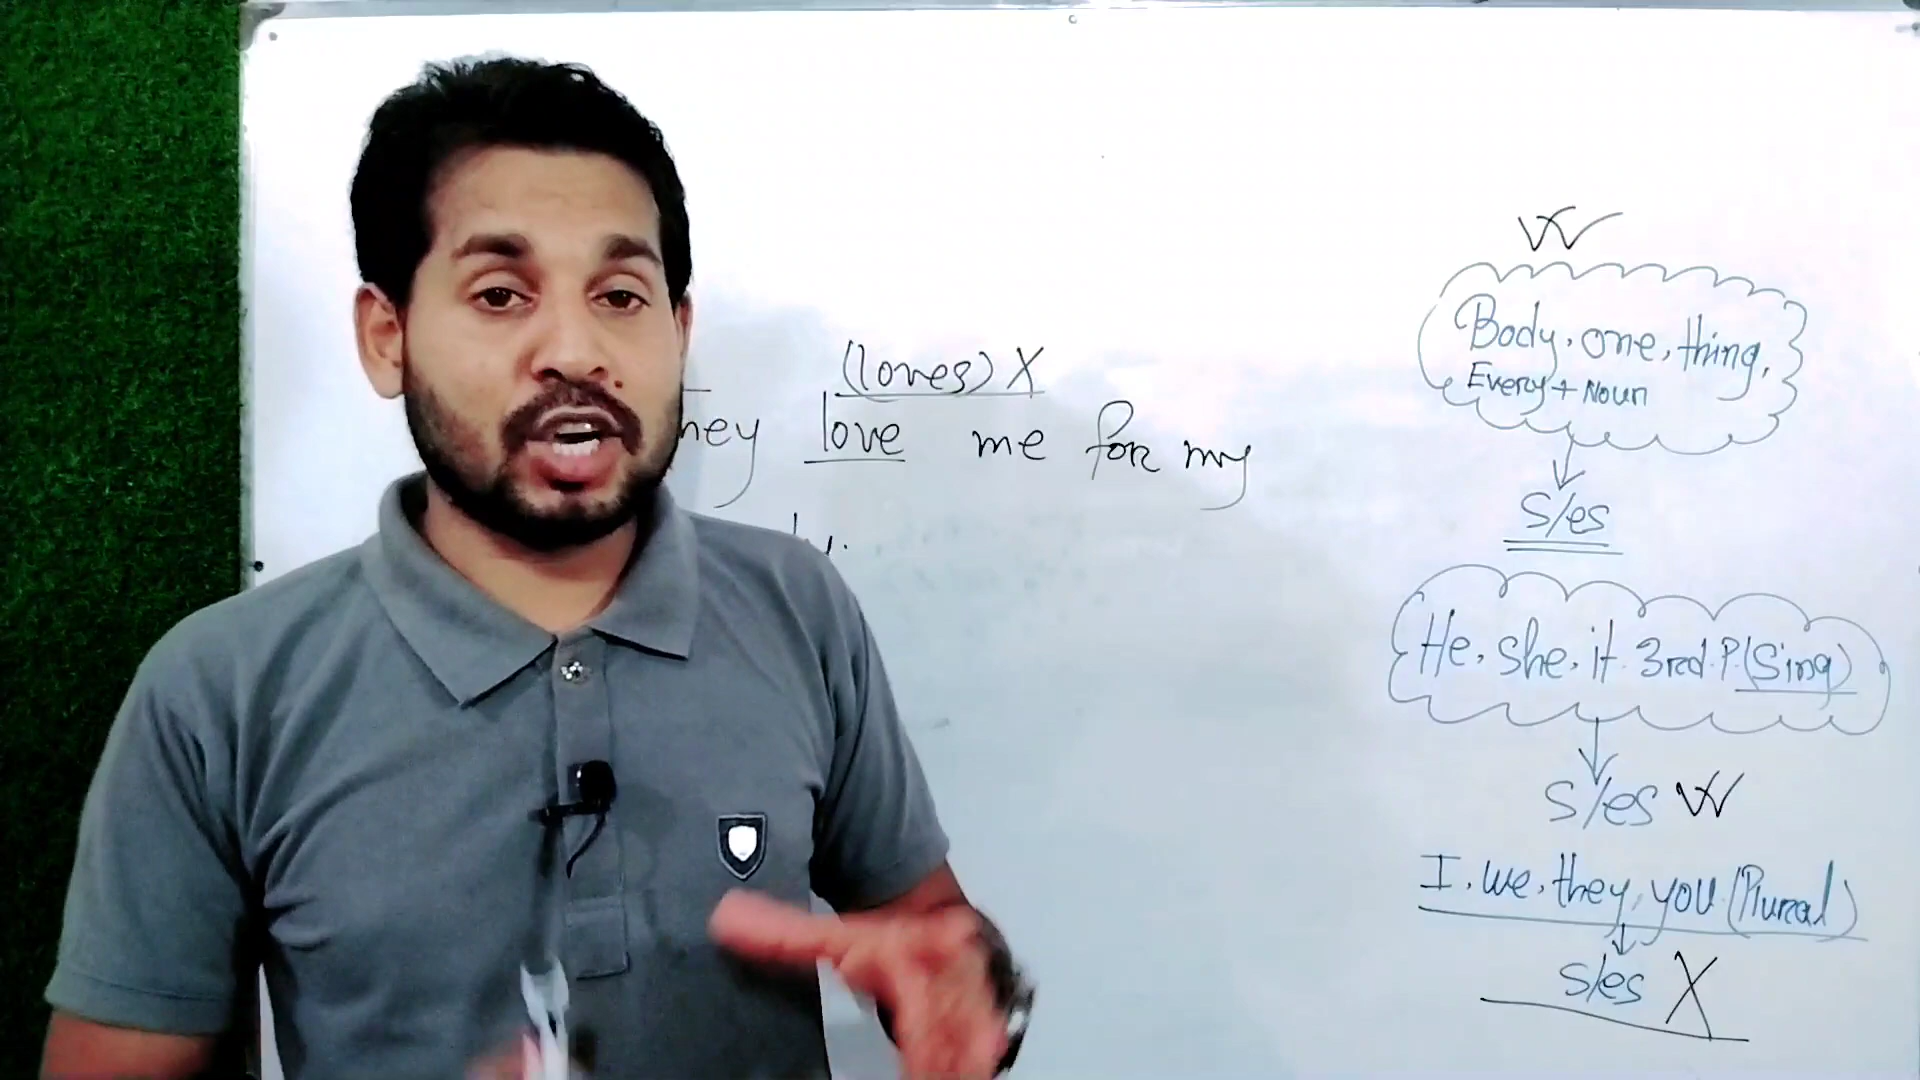 (loves) X
hey love me for my
Body, one, thing,
Every + Noun
s/es
He, she, it 3rd P. (Sing)
s/es
I, we, they, you (Plural)
s/es X